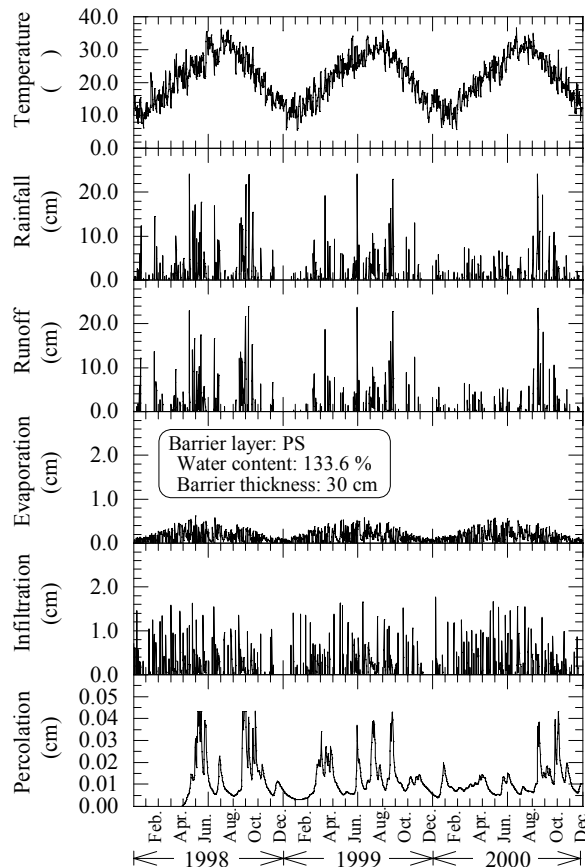 Temperature
( )
40.0
30.0
20.0
10.0
0.0
Rainfall
(cm)
20.0
10.0
0.0
Runoff
(cm)
20.0
10.0
0.0
Evaporation
(cm)
2.0
1.0
0.0
Barrier layer: PS
Water content: 133.6 %
Barrier thickness: 30 cm
Infiltration
(cm)
2.0
1.0
0.0
Percolation
(cm)
0.05
0.04
0.03
0.02
0.01
0.00
Feb. Apr. Jun. Aug. Oct. Dec. Feb. Apr. Jun. Aug. Oct. Dec. Feb. Apr. Jun. Aug. Oct. Dec
1998 1999 2000